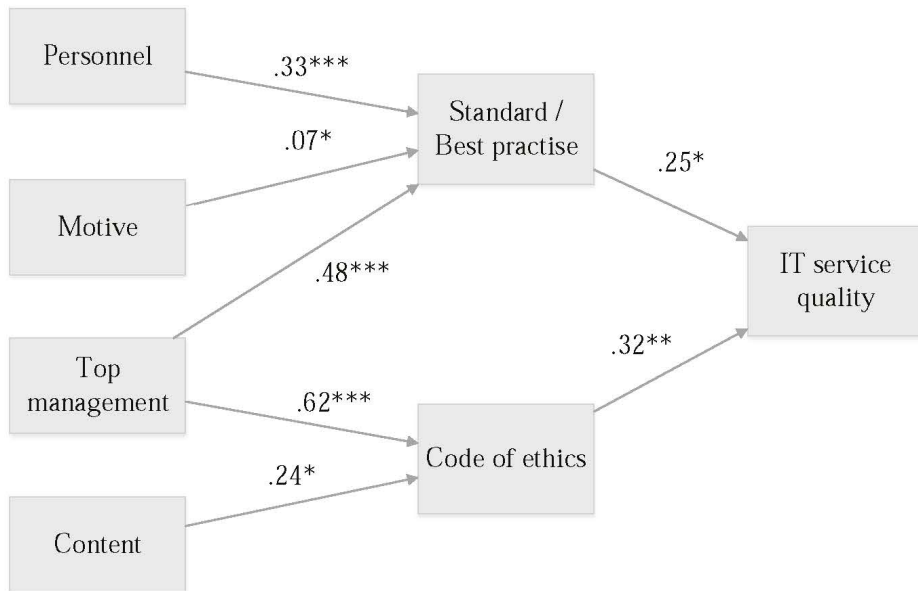 Personnel
.33***
Standard /
Best practise
.07*
Motive
.25*
IT service
quality
.48***
Top
management
.32**
.62***
Code of ethics
.24*
Content